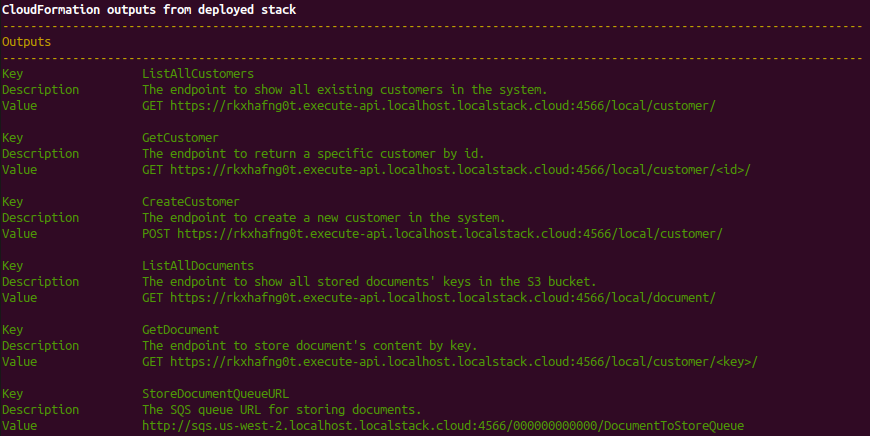 CloudFormation outputs from deployed stack
-------------------------------------------------------------------------------------------------------------------------
Outputs
-------------------------------------------------------------------------------------------------------------------------
Key ListAllCustomers
Description The endpoint to show all existing customers in the system.
Value GET https://rkxhafng0t.execute-api.localhost.localstack.cloud:4566/local/customer/
Key GetCustomer
Description The endpoint to return a specific customer by id.
Value GET https://rkxhafng0t.execute-api.localhost.localstack.cloud:4566/local/customer/<id>/
Key CreateCustomer
Description The endpoint to create a new customer in the system.
Value POST https://rkxhafng0t.execute-api.localhost.localstack.cloud:4566/local/customer/
Key ListAllDocuments
Description The endpoint to show all stored documents' keys in the S3 bucket.
Value GET https://rkxhafng0t.execute-api.localhost.localstack.cloud:4566/local/document/
Key GetDocument
Description The endpoint to store document's content by key.
Value GET https://rkxhafng0t.execute-api.localhost.localstack.cloud:4566/local/customer/<key>/
Key StoreDocumentQueueURL
Description The SQS queue URL for storing documents.
Value http://sqs.us-west-2.localhost.localstack.cloud:4566/000000000000/DocumentToStoreQueue